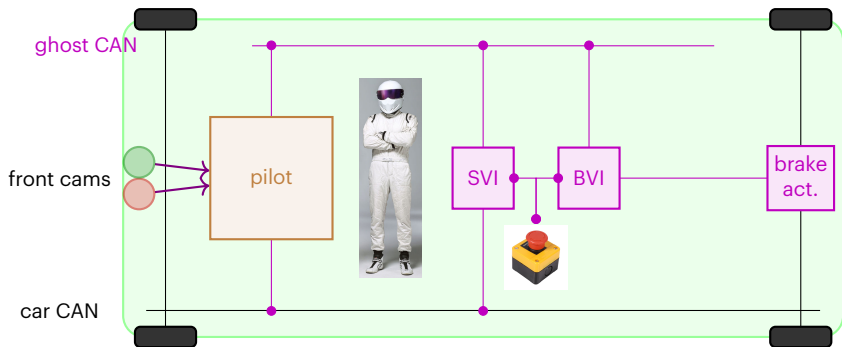 ghost CAN
front cams
pilot
SVI
BVI
brake
act.
car CAN